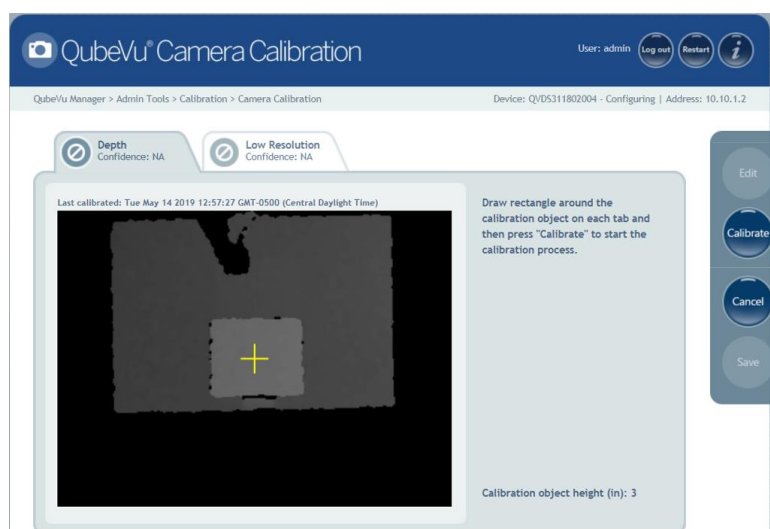 QubeVu® Camera Calibration
User: admin
Log out
Restart
i
QubeVu Manager > Admin Tools > Calibration > Camera Calibration
Device: QVDS311802004 - Configuring | Address: 10.10.1.2
Depth
Confidence: NA
Low Resolution
Confidence: NA
Last calibrated: Tue May 14 2019 12:57:27 GMT-0500 (Central Daylight Time)
Draw rectangle around the
calibration object on each tab and
then press "Calibrate" to start the
calibration process.
Calibration object height (in): 3
Edit
Calibrate
Cancel
Save